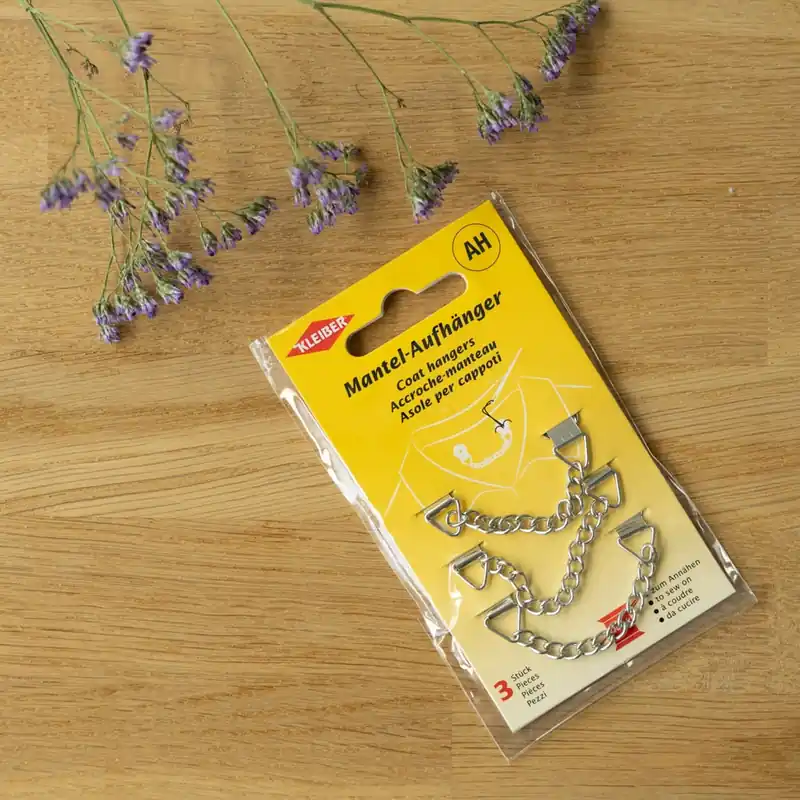 AH
KLEIBER
Mantel-Aufhänger
Coat hangers
Accroche-manteau
Asole per cappoti
zum Annähen
• to sew on
• à coudre
• da cucire
3 Stück
Pieces
Pièces
Pezzi